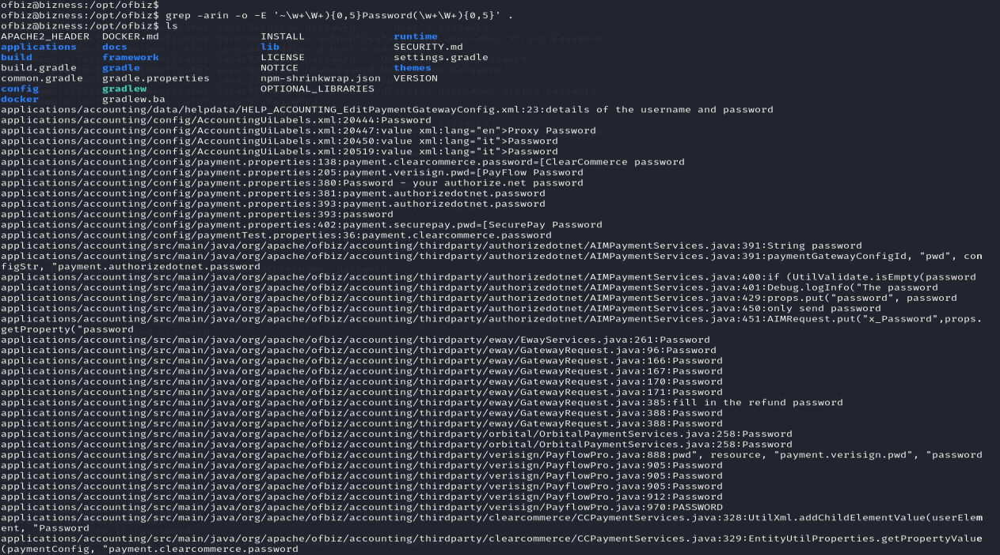 ofbiz@bizness:/opt/ofbiz$
ofbiz@bizness:/opt/ofbiz$ grep -arin -o -E '~\w+\W+){0,5}Password(\w+\W+){0,5}' .
ofbiz@bizness:/opt/ofbiz$ ls
APACHE2_HEADER DOCKER.md INSTALL runtime
applications docs lib SECURITY.md
build framework LICENSE settings.gradle
build.gradle gradle NOTICE themes
common.gradle gradle.properties npm-shrinkwrap.json VERSION
config gradlew OPTIONAL_LIBRARIES
docker gradlew.ba
applications/accounting/data/helpdata/HELP_ACCOUNTING_EditPaymentGatewayConfig.xml:23:details of the username and password
applications/accounting/config/AccountingUiLabels.xml:20444:Password
applications/accounting/config/AccountingUiLabels.xml:20447:value xml:lang="en">Proxy Password
applications/accounting/config/AccountingUiLabels.xml:20450:value xml:lang="it">Password
applications/accounting/config/AccountingUiLabels.xml:20519:value xml:lang="it">Password
applications/accounting/config/payment.properties:138:payment.clearcommerce.password=[ClearCommerce password
applications/accounting/config/payment.properties:205:payment.verisign.pwd=[PayFlow Password
applications/accounting/config/payment.properties:380:Password - your authorize.net password
applications/accounting/config/payment.properties:381:payment.authorizedotnet.password
applications/accounting/config/payment.properties:393:payment.authorizedotnet.password
applications/accounting/config/payment.properties:393:password
applications/accounting/config/payment.properties:402:payment.securepay.pwd=[SecurePay Password
applications/accounting/config/paymentTest.properties:36:payment.clearcommerce.password
applications/accounting/src/main/java/org/apache/ofbiz/accounting/thirdparty/authorizedotnet/AIMPaymentServices.java:391:String password
applications/accounting/src/main/java/org/apache/ofbiz/accounting/thirdparty/authorizedotnet/AIMPaymentServices.java:391:paymentGatewayConfigId, "pwd", con
figStr, "payment.authorizedotnet.password
applications/accounting/src/main/java/org/apache/ofbiz/accounting/thirdparty/authorizedotnet/AIMPaymentServices.java:400:if (UtilValidate.isEmpty(password
applications/accounting/src/main/java/org/apache/ofbiz/accounting/thirdparty/authorizedotnet/AIMPaymentServices.java:401:Debug.logInfo("The password
applications/accounting/src/main/java/org/apache/ofbiz/accounting/thirdparty/authorizedotnet/AIMPaymentServices.java:429:props.put("password", password
applications/accounting/src/main/java/org/apache/ofbiz/accounting/thirdparty/authorizedotnet/AIMPaymentServices.java:450:only send password
applications/accounting/src/main/java/org/apache/ofbiz/accounting/thirdparty/authorizedotnet/AIMPaymentServices.java:451:AIMRequest.put("x_Password",props.
getProperty("password
applications/accounting/src/main/java/org/apache/ofbiz/accounting/thirdparty/eway/EwayServices.java:261:Password
applications/accounting/src/main/java/org/apache/ofbiz/accounting/thirdparty/eway/GatewayRequest.java:96:Password
applications/accounting/src/main/java/org/apache/ofbiz/accounting/thirdparty/eway/GatewayRequest.java:166:Password
applications/accounting/src/main/java/org/apache/ofbiz/accounting/thirdparty/eway/GatewayRequest.java:167:Password
applications/accounting/src/main/java/org/apache/ofbiz/accounting/thirdparty/eway/GatewayRequest.java:170:Password
applications/accounting/src/main/java/org/apache/ofbiz/accounting/thirdparty/eway/GatewayRequest.java:171:Password
applications/accounting/src/main/java/org/apache/ofbiz/accounting/thirdparty/eway/GatewayRequest.java:385:fill in the refund password
applications/accounting/src/main/java/org/apache/ofbiz/accounting/thirdparty/eway/GatewayRequest.java:388:Password
applications/accounting/src/main/java/org/apache/ofbiz/accounting/thirdparty/eway/GatewayRequest.java:388:Password
applications/accounting/src/main/java/org/apache/ofbiz/accounting/thirdparty/orbital/OrbitalPaymentServices.java:258:Password
applications/accounting/src/main/java/org/apache/ofbiz/accounting/thirdparty/orbital/OrbitalPaymentServices.java:258:Password
applications/accounting/src/main/java/org/apache/ofbiz/accounting/thirdparty/verisign/PayflowPro.java:888:pwd", resource, "payment.verisign.pwd", "password
applications/accounting/src/main/java/org/apache/ofbiz/accounting/thirdparty/verisign/PayflowPro.java:905:Password
applications/accounting/src/main/java/org/apache/ofbiz/accounting/thirdparty/verisign/PayflowPro.java:905:Password
applications/accounting/src/main/java/org/apache/ofbiz/accounting/thirdparty/verisign/PayflowPro.java:905:Password
applications/accounting/src/main/java/org/apache/ofbiz/accounting/thirdparty/verisign/PayflowPro.java:912:Password
applications/accounting/src/main/java/org/apache/ofbiz/accounting/thirdparty/verisign/PayflowPro.java:970:PASSWORD
applications/accounting/src/main/java/org/apache/ofbiz/accounting/thirdparty/clearcommerce/CCPaymentServices.java:328:UtilXml.addChildElementValue(userElem
ent, "Password
applications/accounting/src/main/java/org/apache/ofbiz/accounting/thirdparty/clearcommerce/CCPaymentServices.java:329:EntityUtilProperties.getPropertyValue
(paymentConfig, "payment.clearcommerce.password